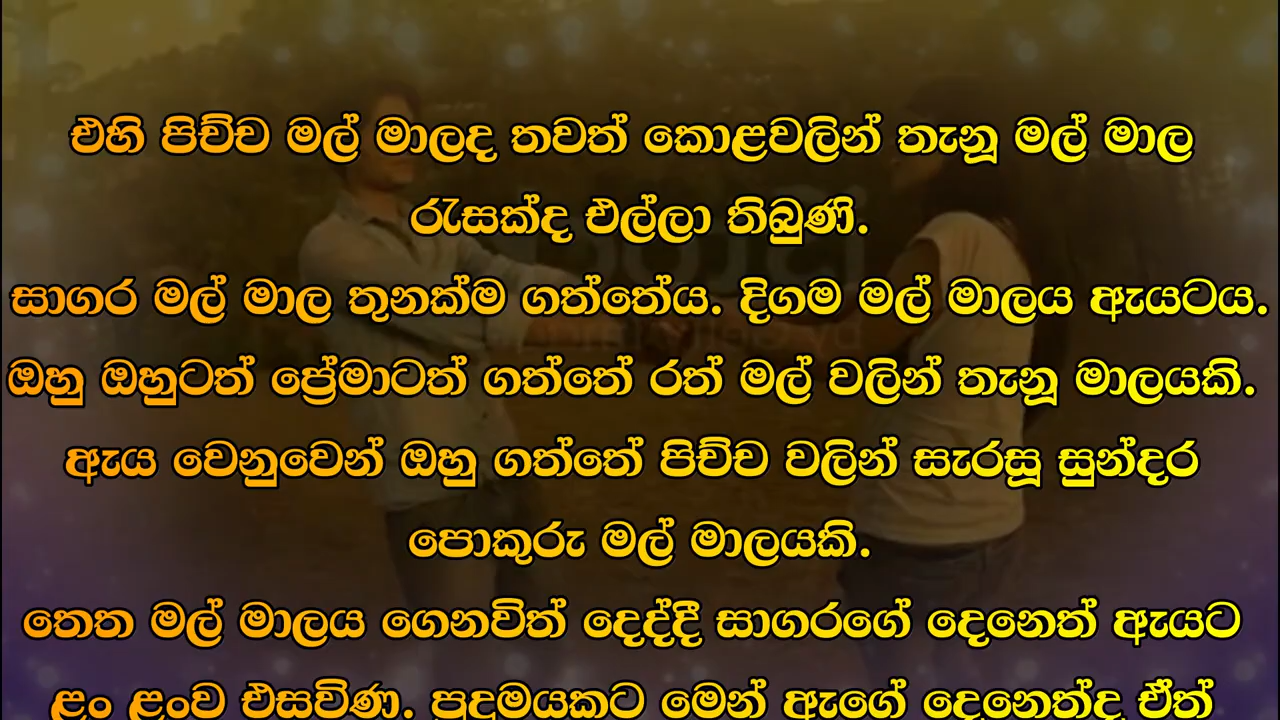 එහි පිච්ච මල් මාලද තවත් කොළවලින් තැනූ මල් මාල
රැසක්ද එල්ලා තිබුණි.
සාගර මල් මාල තුනක්ම ගත්තේය. දිගම මල් මාලය ඇයටය.
ඔහු ඔහුටත් ප්‍රේමාටත් ගත්තේ රත් මල් වලින් තැනූ මාලයකි.
ඇය වෙනුවෙන් ඔහු ගත්තේ පිච්ච වලින් සැරසූ සුන්දර
පොකුරු මල් මාලයකි.
තෙත මල් මාලය ගෙනවිත් දෙද්දී සාගරගේ දෙනෙත් ඇයට
ළං ළංව එසවිණ. පුදුමයකට මෙන් ඇගේ දෙනෙත්ද ඒත්